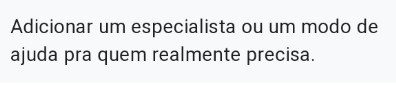 Adicionar um especialista ou um modo de
ajuda pra quem realmente precisa.